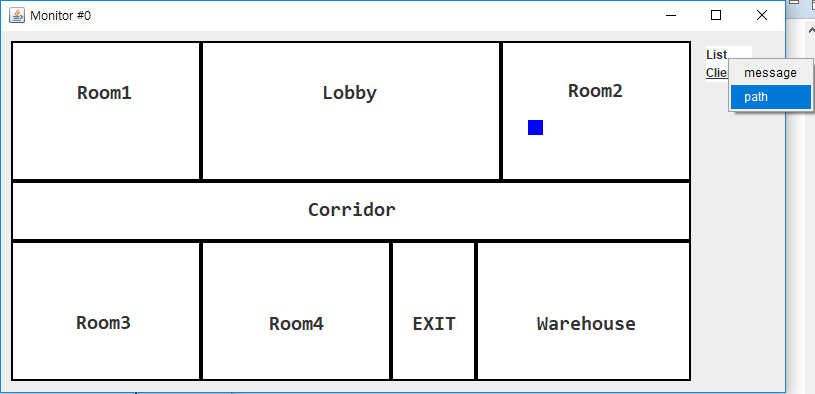 Monitor #0
List
message
path
Room1
Lobby
Room2
Corridor
Room3
Room4
EXIT
Warehouse